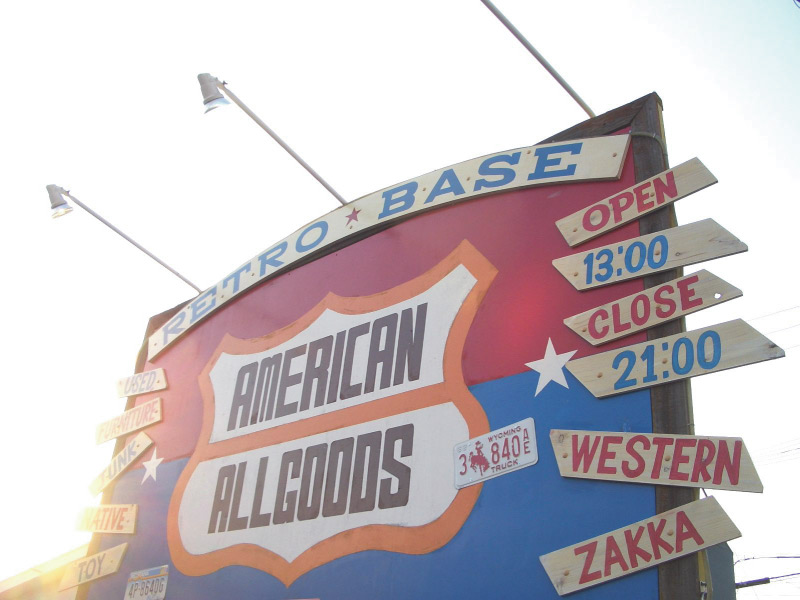 RETRO ★ BASE
AMERICAN
ALLGOODS
OPEN
13:00
CLOSE
21:00
WESTERN
ZAKKA
USED
FURNITURE
JUNK
NATIVE
TOY
WYOMING
3 840 AE
TRUCK